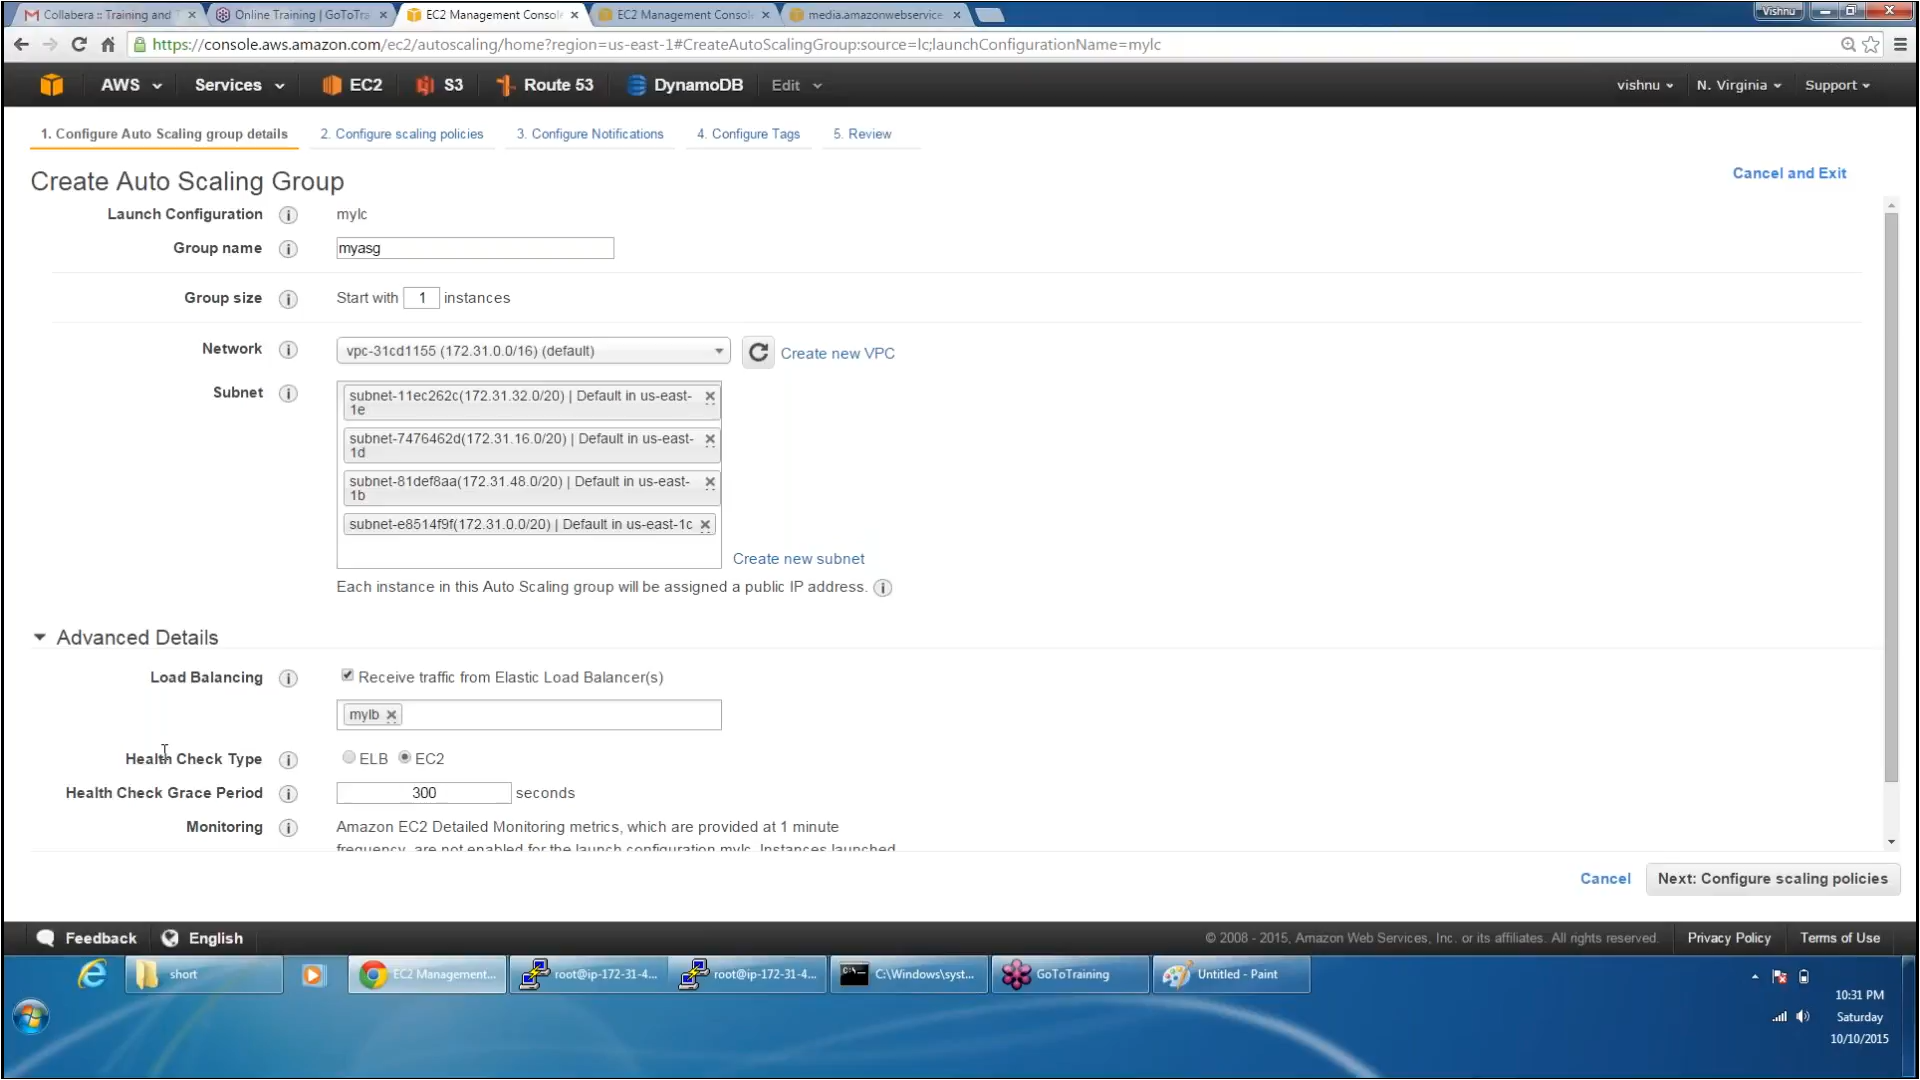 Collabera :: Training and T
Online Training | GoToTra
EC2 Management Consol
EC2 Management Consol
media.amazonwebservice
Vishnu
https://console.aws.amazon.com/ec2/autoscaling/home?region=us-east-1#CreateAutoScalingGroup:source=lc;launchConfigurationName=mylc
AWS
Services
EC2
S3
Route 53
DynamoDB
Edit
vishnu
N. Virginia
Support
1. Configure Auto Scaling group details
2. Configure scaling policies
3. Configure Notifications
4. Configure Tags
5. Review
Create Auto Scaling Group
Cancel and Exit
Launch Configuration
mylc
Group name
myasg
Group size
Start with 1 instances
Network
vpc-31cd1155 (172.31.0.0/16) (default)
Create new VPC
Subnet
subnet-11ec262c(172.31.32.0/20) | Default in us-east-
1e
subnet-7476462d(172.31.16.0/20) | Default in us-east-
1d
subnet-81def8aa(172.31.48.0/20) | Default in us-east-
1b
subnet-e8514f9f(172.31.0.0/20) | Default in us-east-1c
Create new subnet
Each instance in this Auto Scaling group will be assigned a public IP address.
Advanced Details
Load Balancing
Receive traffic from Elastic Load Balancer(s)
mylb
Health Check Type
ELB
EC2
Health Check Grace Period
300 seconds
Monitoring
Amazon EC2 Detailed Monitoring metrics, which are provided at 1 minute
frequency, are not enabled for the launch configuration mylc. Instances launched
Cancel
Next: Configure scaling policies
Feedback
English
© 2008 - 2015, Amazon Web Services, Inc. or its affiliates. All rights reserved.
Privacy Policy
Terms of Use
short
EC2 Management...
root@ip-172-31-4...
root@ip-172-31-4...
C:\Windows\syst...
GoToTraining
Untitled - Paint
10:31 PM
Saturday
10/10/2015